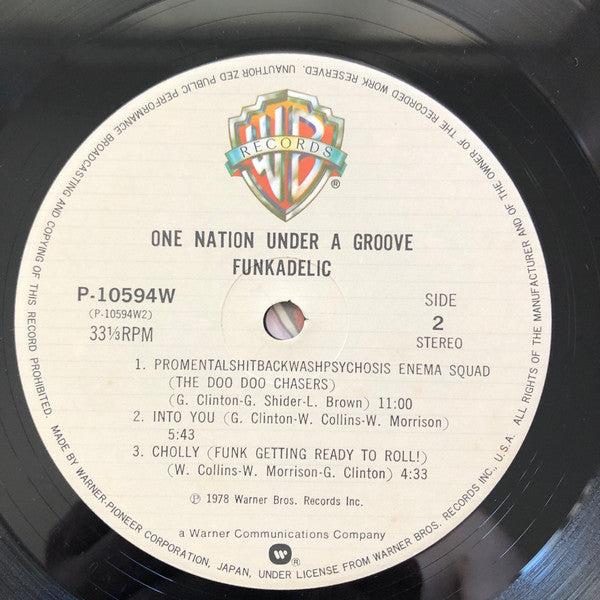 WB
RECORDS
®
ONE NATION UNDER A GROOVE
FUNKADELIC
P-10594W
(P-10594W2)
33⅓RPM
SIDE
2
STEREO
1. PROMENTALSHITBACKWASHPSYCHOSIS ENEMA SQUAD
(THE DOO DOO CHASERS)
(G. Clinton-G. Shider-L. Brown) 11:00
2. INTO YOU (G. Clinton-W. Collins-W. Morrison)
5:43
3. CHOLLY (FUNK GETTING READY TO ROLL!)
(W. Collins-W. Morrison-G. Clinton) 4:33
℗ 1978 Warner Bros. Records Inc.
a Warner Communications Company
®
MADE BY WARNER-PIONEER CORPORATION, JAPAN, UNDER LICENSE FROM WARNER BROS. RECORDS INC., U.S.A. ALL RIGHTS OF THE MANUFACTURER AND OF THE OWNER OF THE RECORDED WORK RESERVED. UNAUTHORIZED PUBLIC PERFORMANCE BROADCASTING AND COPYING OF THIS RECORD PROHIBITED.